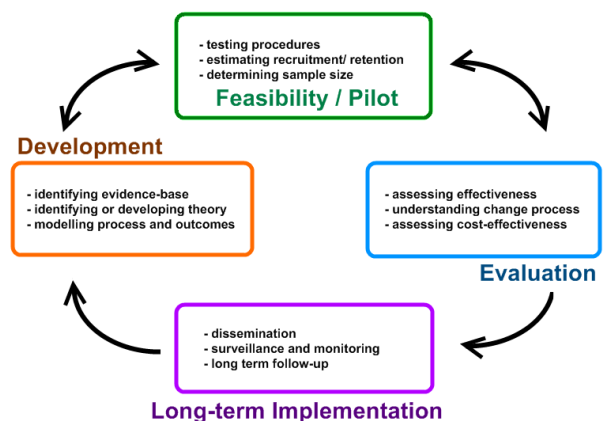 - testing procedures
- estimating recruitment/ retention
- determining sample size
Feasibility / Pilot
Development
- identifying evidence-base
- identifying or developing theory
- modelling process and outcomes
- assessing effectiveness
- understanding change process
- assessing cost-effectiveness
Evaluation
- dissemination
- surveillance and monitoring
- long term follow-up
Long-term Implementation